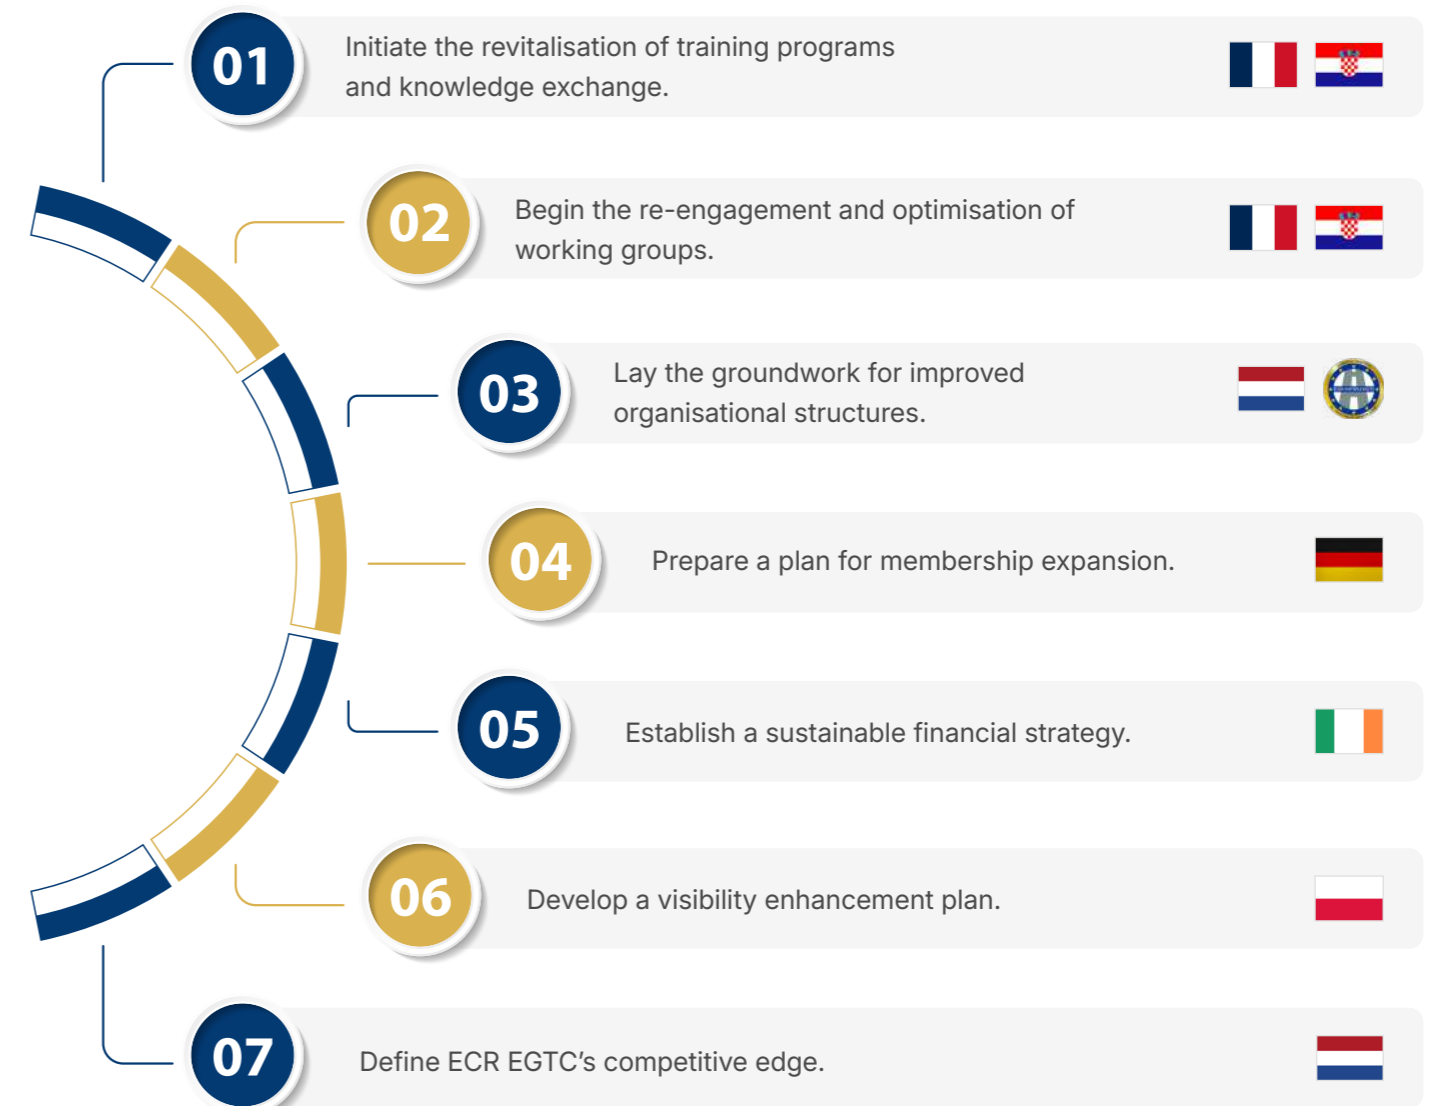 01
Initiate the revitalisation of training programs
and knowledge exchange.
02
Begin the re-engagement and optimisation of
working groups.
03
Lay the groundwork for improved
organisational structures.
04
Prepare a plan for membership expansion.
05
Establish a sustainable financial strategy.
06
Develop a visibility enhancement plan.
07
Define ECR EGTC’s competitive edge.